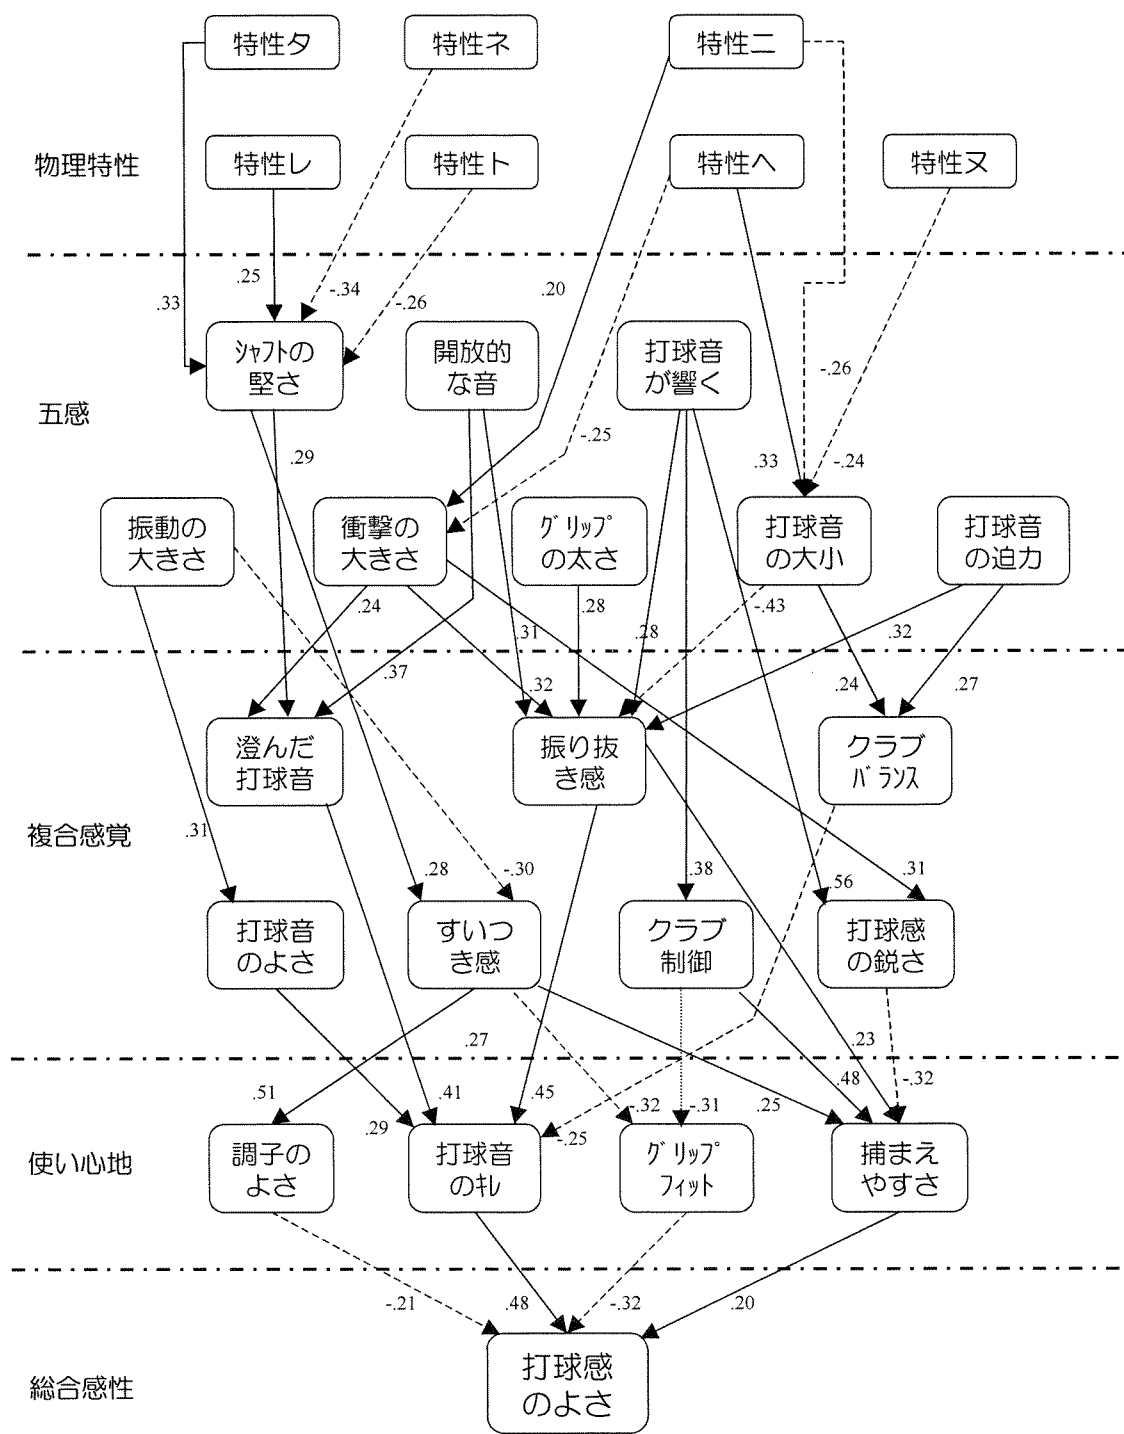 特性タ
特性ネ
特性ニ
物理特性
特性レ
特性ト
特性ヘ
特性ヌ
.25
-.34
.33
-.26
.20
ｼｬﾌﾄの
堅さ
開放的
な音
打球音
が響く
-.26
五感
.29
-.25
.33
-.24
振動の
大きさ
衝撃の
大きさ
ｸﾞﾘｯﾌﾟ
の太さ
打球音
の大小
打球音
の迫力
.24
.28
-.43
.31
.28
.32
.37
.32
.24
.27
澄んだ
打球音
振り抜
き感
クラブ
ﾊﾞﾗﾝｽ
複合感覚
.31
.28
-.30
.38
.56
.31
打球音
のよさ
すいつ
き感
クラブ
制御
打球感
の鋭さ
.27
.23
.51
.41
.45
.48
-.32
-.32
-.31
.25
.29
-.25
使い心地
調子の
よさ
打球音
のｷﾚ
ｸﾞﾘｯﾌﾟ
ﾌｨｯﾄ
捕まえ
やすさ
-.21
.48
-.32
.20
総合感性
打球感
のよさ